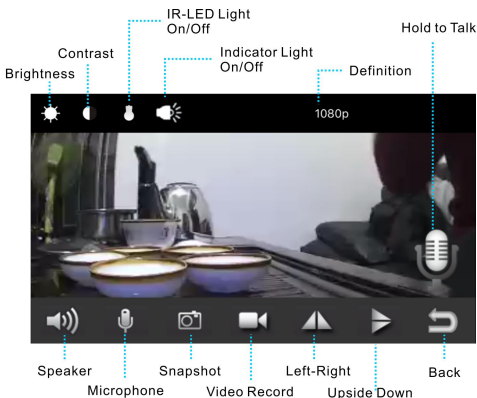 IR-LED Light
On/Off
Hold to Talk
Contrast
Indicator Light
On/Off
Brightness
Definition
1080p
Speaker
Snapshot
Left-Right
Back
Microphone
Video Record
Upside Down